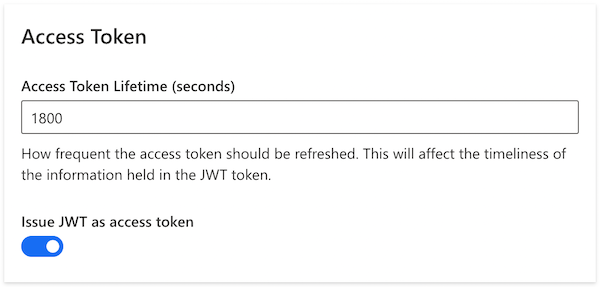 Access Token
Access Token Lifetime (seconds)
1800
How frequent the access token should be refreshed. This will affect the timeliness of
the information held in the JWT token.
Issue JWT as access token